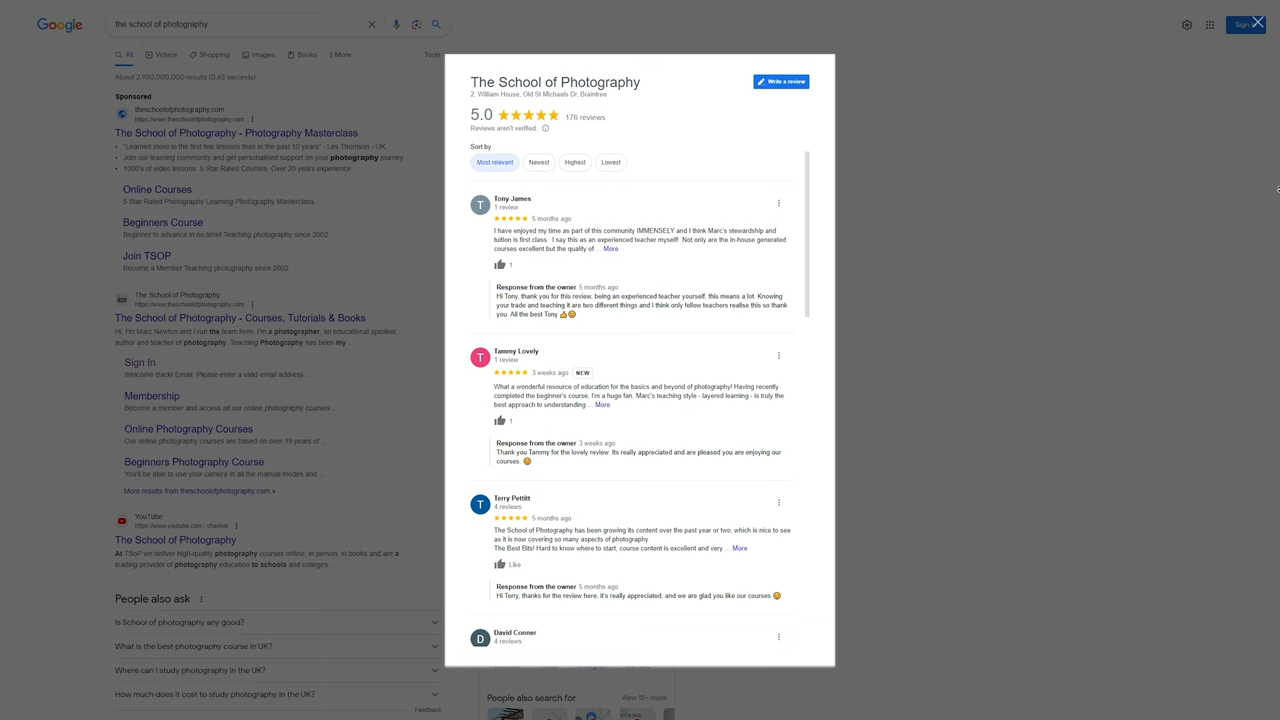 Google
the school of photography
Sign
All
Videos
Shopping
Images
Books
More
Tools
About 2,950,000,000 results (0.65 seconds)
Sponsored
theschoolofphotography.com
https://www.theschoolofphotography.com
The School of Photography - Photography Masterclass
• "Learned more in the first few lessons than in the past 10 years" - Les Thomson - UK
• Join our learning community and get personalised support on your photography journey.
• 1000's of video lessons. 5 Star Rated Courses. Over 20 years experience
Online Courses
5 Star Rated Photography Learning Photography Masterclass
Beginners Course
Beginner to advance in no time! Teaching photography since 2002
Join TSOP
Become a Member Teaching photography since 2002
The School of Photography
https://www.theschoolofphotography.com
The School of Photography - Courses, Tutorials & Books
Hi, I'm Marc Newton and I run the team here. I'm a photographer, an educational speaker,
author and teacher of photography. Teaching Photography has been my ...
Sign In
Welcome Back! Email. Please enter a valid email address ...
Membership
Become a member and access all our online photography courses ...
Online Photography Courses
Our online photography courses are based on over 19 years of ...
Beginners Photography Course
You'll be able to use your camera in all the manual modes and ...
More results from theschoolofphotography.com »
YouTube
https://www.youtube.com › channel
The School of Photography
At TSoP we deliver high-quality photography courses online, in person, in books and are a
leading provider of photography education to schools and colleges ...
People also ask
Is School of photography any good?
What is the best photography course in UK?
Where can I study photography in the UK?
How much does it cost to study photography in the UK?
Feedback
The School of Photography
Write a review
2, William House, Old St Michaels Dr, Braintree
5.0
176 reviews
Reviews aren't verified.
Sort by
Most relevant
Newest
Highest
Lowest
T
Tony James
1 review
5 months ago
I have enjoyed my time as part of this community IMMENSELY and I think Marc's stewardship and
tuition is first class. I say this as an experienced teacher myself! Not only are the in-house generated
courses excellent but the quality of ... More
1
Response from the owner 5 months ago
Hi Tony, thank you for this review, being an experienced teacher yourself, this means a lot. Knowing
your trade and teaching it are two different things and I think only fellow teachers realise this so thank
you. All the best Tony 👍😊
T
Tammy Lovely
1 review
3 weeks ago NEW
What a wonderful resource of education for the basics and beyond of photography! Having recently
completed the beginner's course, I'm a huge fan. Marc's teaching style - layered learning - is truly the
best approach to understanding ... More
1
Response from the owner 3 weeks ago
Thank you Tammy for the lovely review. Its really appreciated and are pleased you are enjoying our
courses. 😊
T
Terry Pettitt
4 reviews
5 months ago
The School of Photography has been growing its content over the past year or two, which is nice to see
as it is now covering so many aspects of photography.
The Best Bits! Hard to know where to start, course content is excellent and very ... More
Like
Response from the owner 5 months ago
Hi Terry, thanks for the review here, it's really appreciated, and we are glad you like our courses 😊
D
David Conner
4 reviews
People also search for
View 15+ more